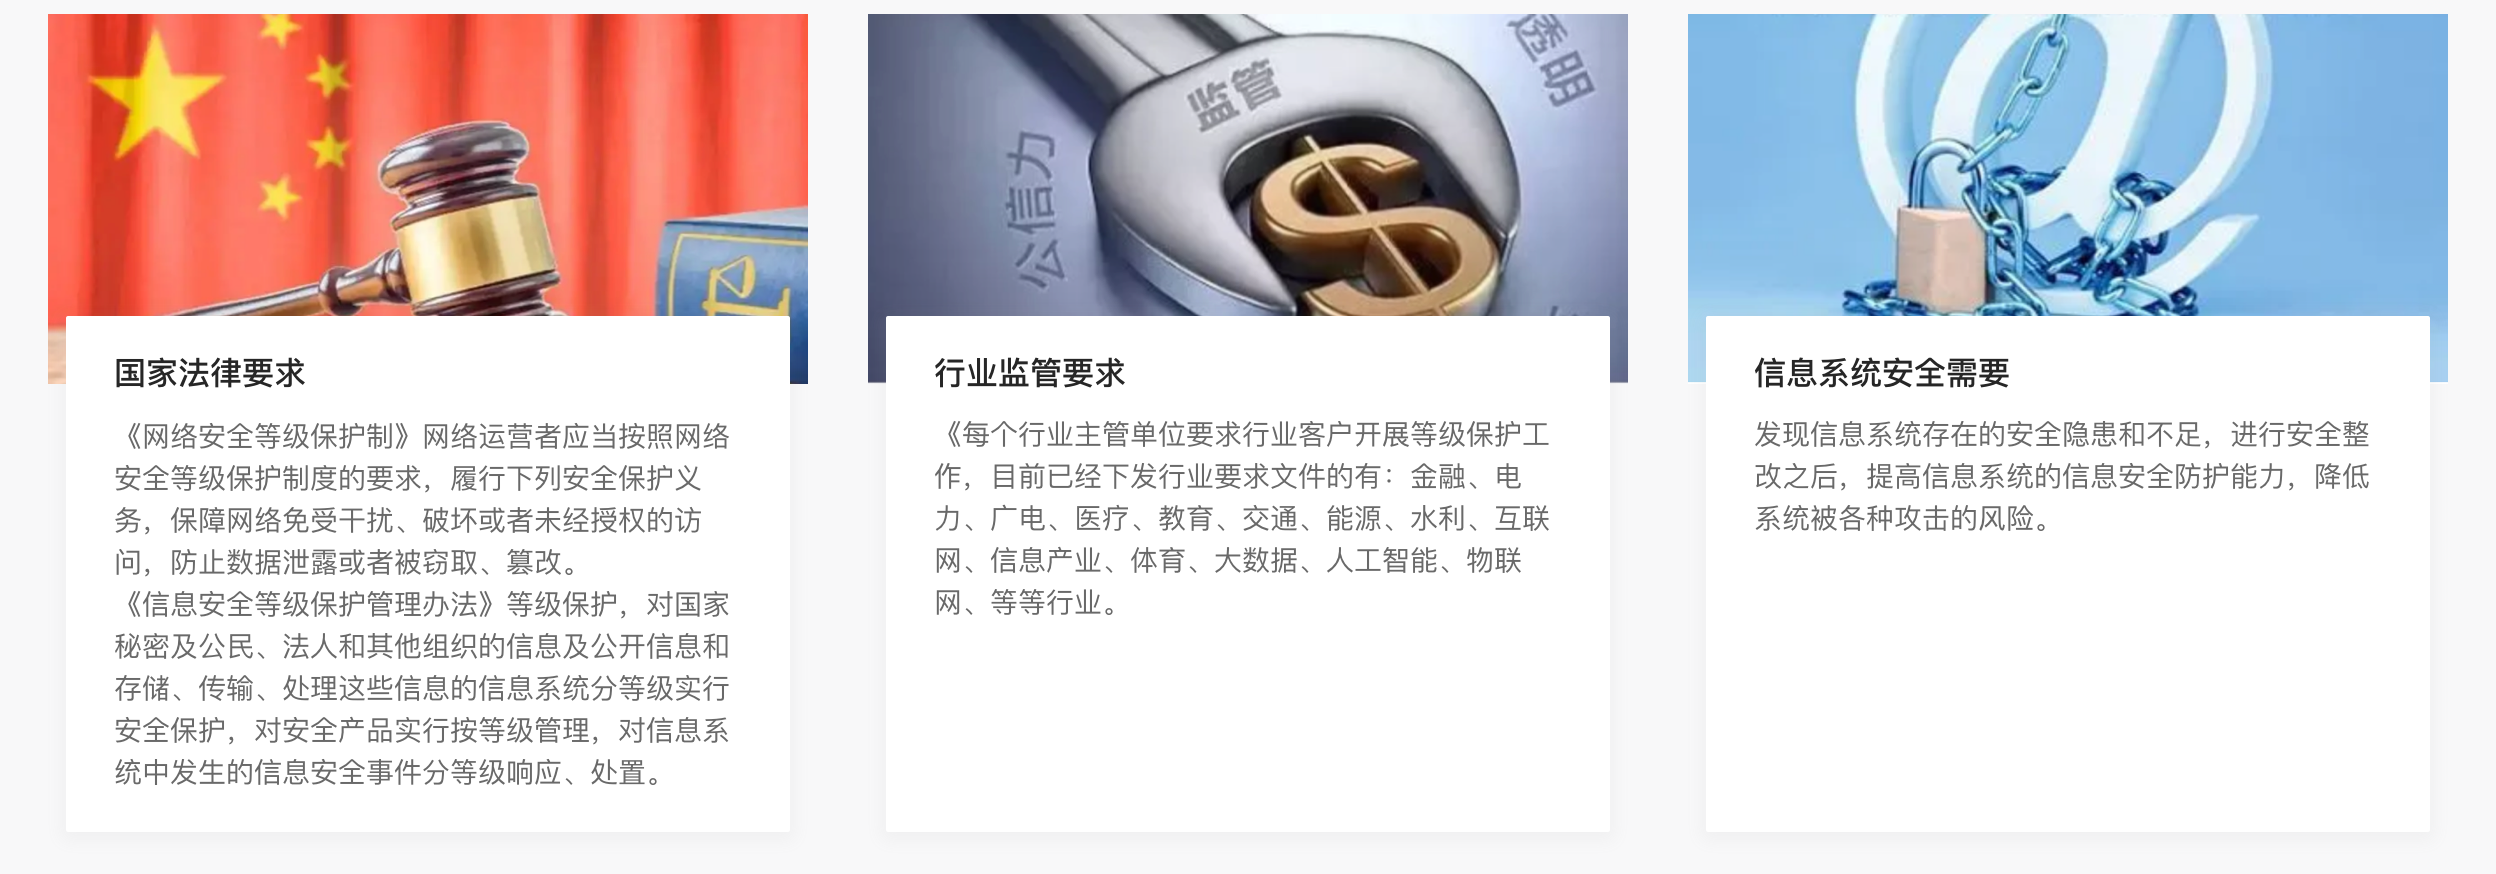 监管
透明
公信力
国家法律要求
《网络安全等级保护制》网络运营者应当按照网络
安全等级保护制度的要求，履行下列安全保护义
务，保障网络免受干扰、破坏或者未经授权的访
问，防止数据泄露或者被窃取、篡改。
《信息安全等级保护管理办法》等级保护，对国家
秘密及公民、法人和其他组织的信息及公开信息和
存储、传输、处理这些信息的信息系统分等级实行
安全保护，对安全产品实行按等级管理，对信息系
统中发生的信息安全事件分等级响应、处置。
行业监管要求
《每个行业主管单位要求行业客户开展等级保护工
作，目前已经下发行业要求文件的有：金融、电
力、广电、医疗、教育、交通、能源、水利、互联
网、信息产业、体育、大数据、人工智能、物联
网、等等行业。
信息系统安全需要
发现信息系统存在的安全隐患和不足，进行安全整
改之后，提高信息系统的信息安全防护能力，降低
系统被各种攻击的风险。